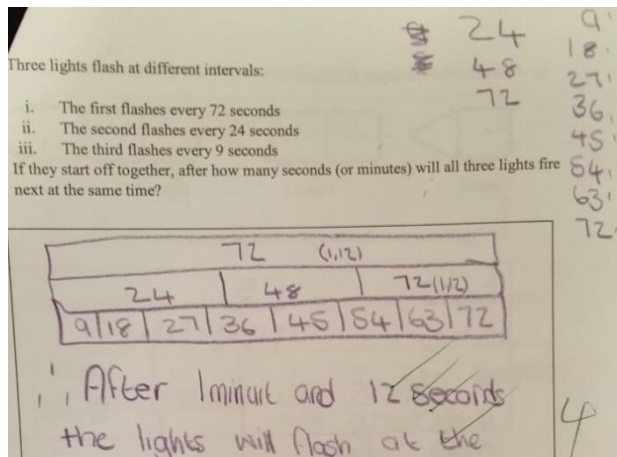 24
48
72
9
18
27
36
45
54
63
72
Three lights flash at different intervals:
i. The first flashes every 72 seconds
ii. The second flashes every 24 seconds
iii. The third flashes every 9 seconds
If they start off together, after how many seconds (or minutes) will all three lights fire
next at the same time?
72 (1,12)
24 48 72(1,12)
9 18 27 36 45 54 63 72
∴ After 1 minuit and 12 seconds
the lights will flash at the
4